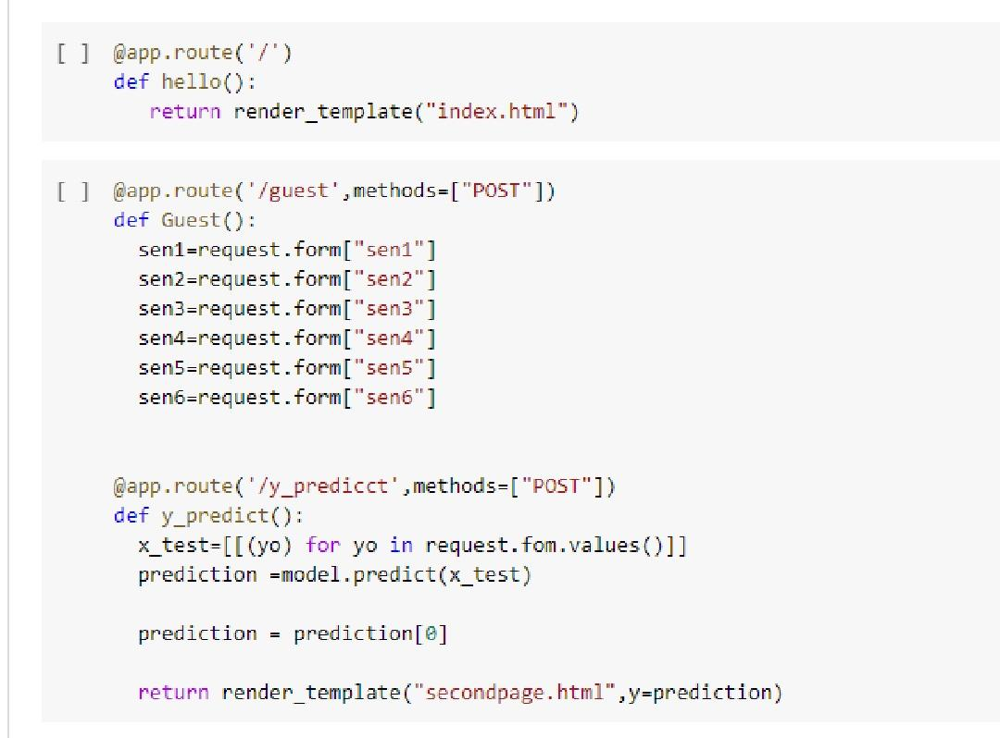 [ ] @app.route('/')
def hello():
return render_template("index.html")
[ ] @app.route('/guest',methods=["POST"])
def Guest():
sen1=request.form["sen1"]
sen2=request.form["sen2"]
sen3=request.form["sen3"]
sen4=request.form["sen4"]
sen5=request.form["sen5"]
sen6=request.form["sen6"]
@app.route('/y_predicct',methods=["POST"])
def y_predict():
x_test=[[(yo) for yo in request.fom.values()]]
prediction =model.predict(x_test)
prediction = prediction[0]
return render_template("secondpage.html",y=prediction)